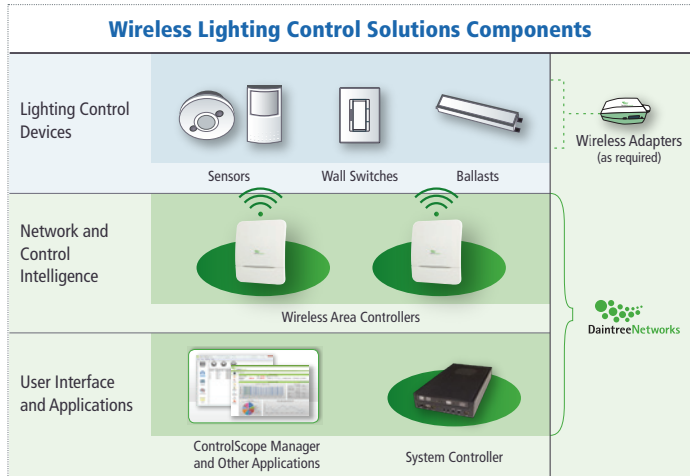 Wireless Lighting Control Solutions Components
Lighting Control
Devices
Sensors
Wall Switches
Ballasts
Wireless Adapters
(as required)
Network and
Control
Intelligence
Wireless Area Controllers
DaintreeNetworks
User Interface
and Applications
ControlScope Manager
and Other Applications
System Controller